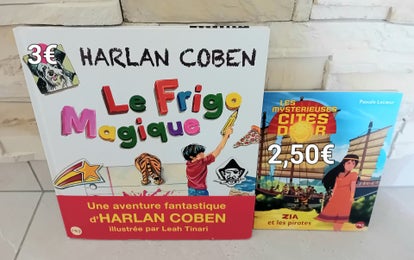 3€
HARLAN COBEN
Le Frigo
Magique
Une aventure fantastique
d'HARLAN COBEN
illustrée par Leah Tinari
LES
MYSTÉRIEUSES
CITÉS
D'OR
2,50€
ZIA
et les pirates